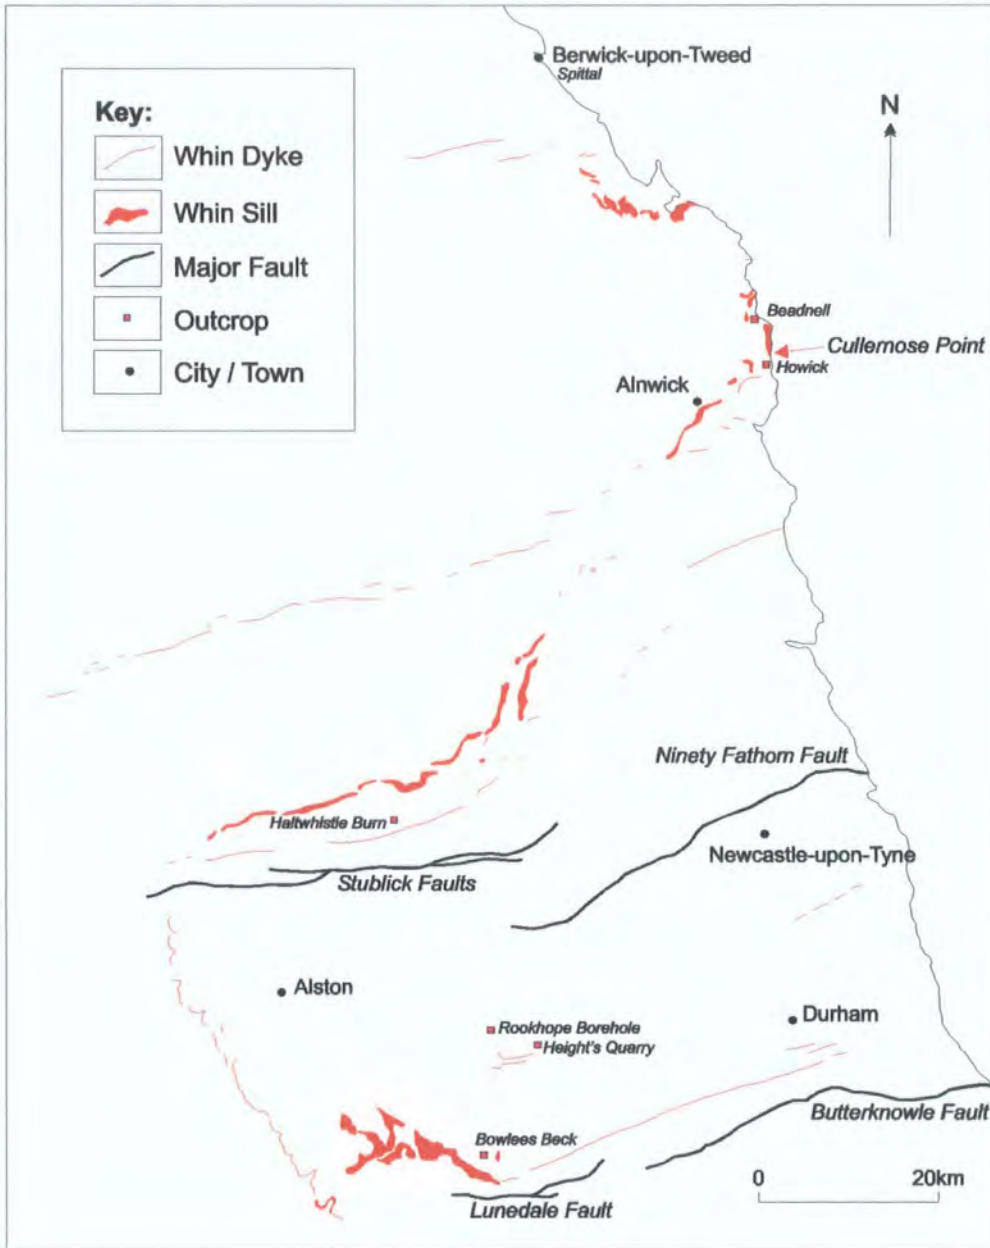 Key:
Whin Dyke
Whin Sill
Major Fault
Outcrop
City / Town
Berwick-upon-Tweed
Spittal
N
Beadnell
Cullernose Point
Howick
Alnwick
Ninety Fathom Fault
Haltwhistle Burn
Newcastle-upon-Tyne
Stublick Faults
Alston
Rookhope Borehole
Durham
Height's Quarry
Butterknowle Fault
Bowlees Beck
0 20km
Lunedale Fault